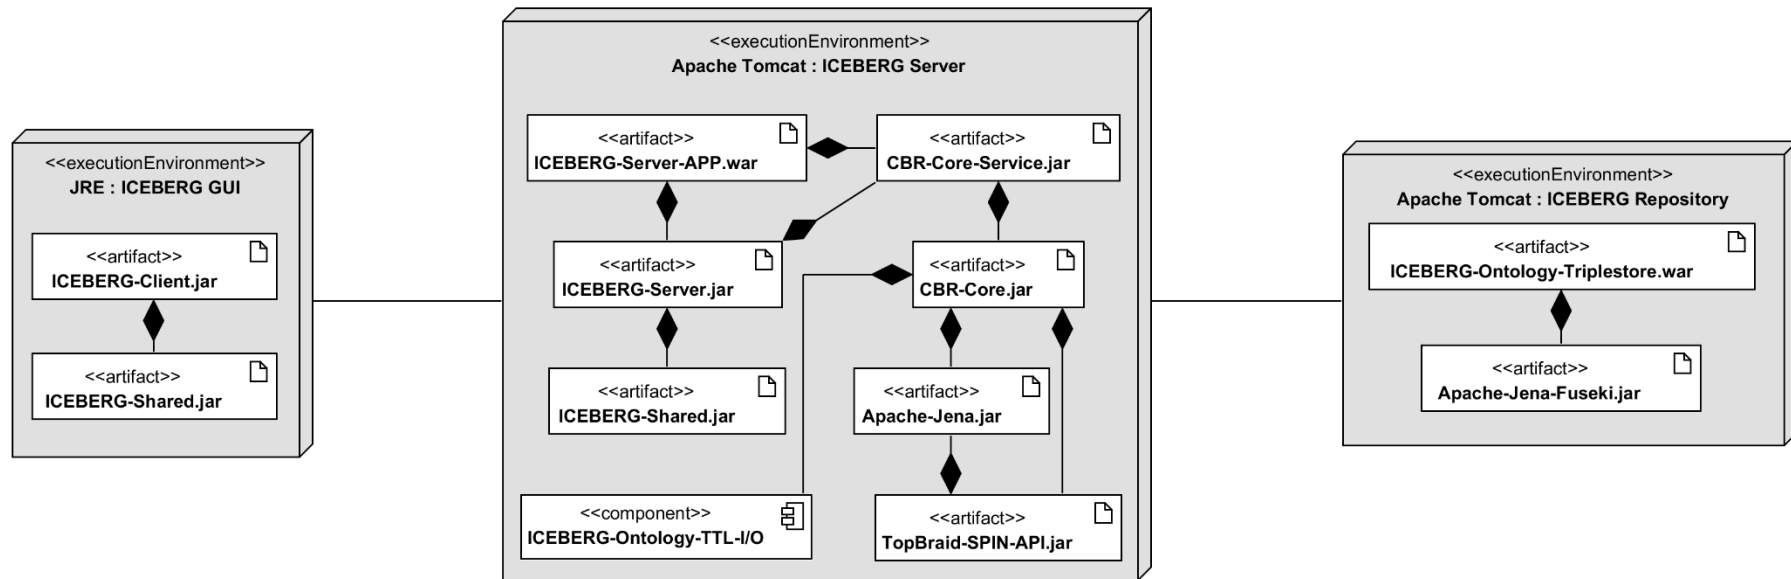 <<executionEnvironment>>
JRE : ICEBERG GUI
<<artifact>>
ICEBERG-Client.jar
<<artifact>>
ICEBERG-Shared.jar
<<executionEnvironment>>
Apache Tomcat : ICEBERG Server
<<artifact>>
ICEBERG-Server-APP.war
<<artifact>>
CBR-Core-Service.jar
<<artifact>>
ICEBERG-Server.jar
<<artifact>>
CBR-Core.jar
<<artifact>>
ICEBERG-Shared.jar
<<artifact>>
Apache-Jena.jar
<<component>>
ICEBERG-Ontology-TTL-I/O
<<artifact>>
TopBraid-SPIN-API.jar
<<executionEnvironment>>
Apache Tomcat : ICEBERG Repository
<<artifact>>
ICEBERG-Ontology-Triplestore.war
<<artifact>>
Apache-Jena-Fuseki.jar